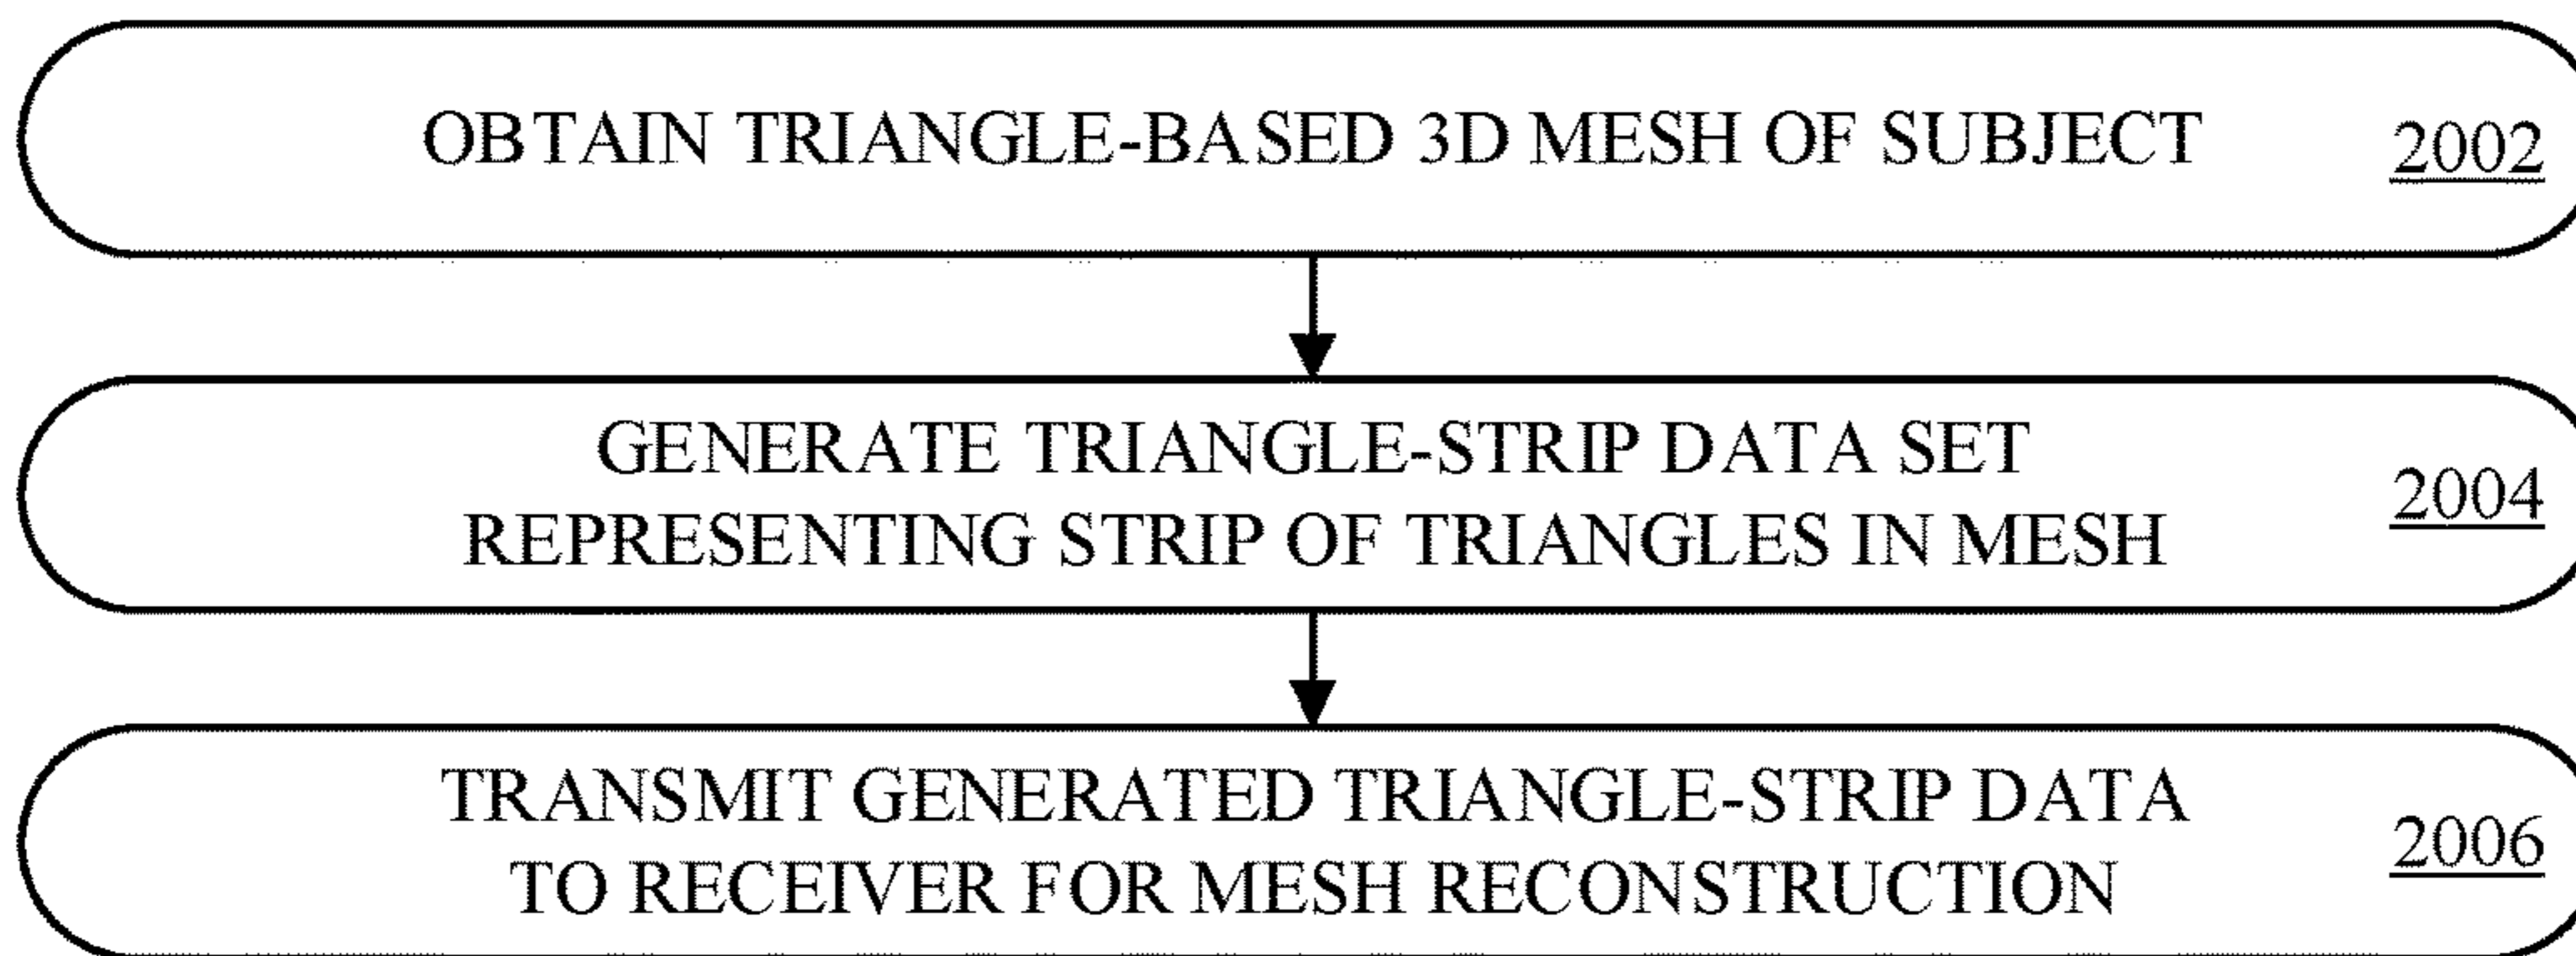 OBTAIN TRIANGLE-BASED 3D MESH OF SUBJECT 2002
GENERATE TRIANGLE-STRIP DATA SET
REPRESENTING STRIP OF TRIANGLES IN MESH
2004
TRANSMIT GENERATED TRIANGLE-STRIP DATA
TO RECEIVER FOR MESH RECONSTRUCTION
2006